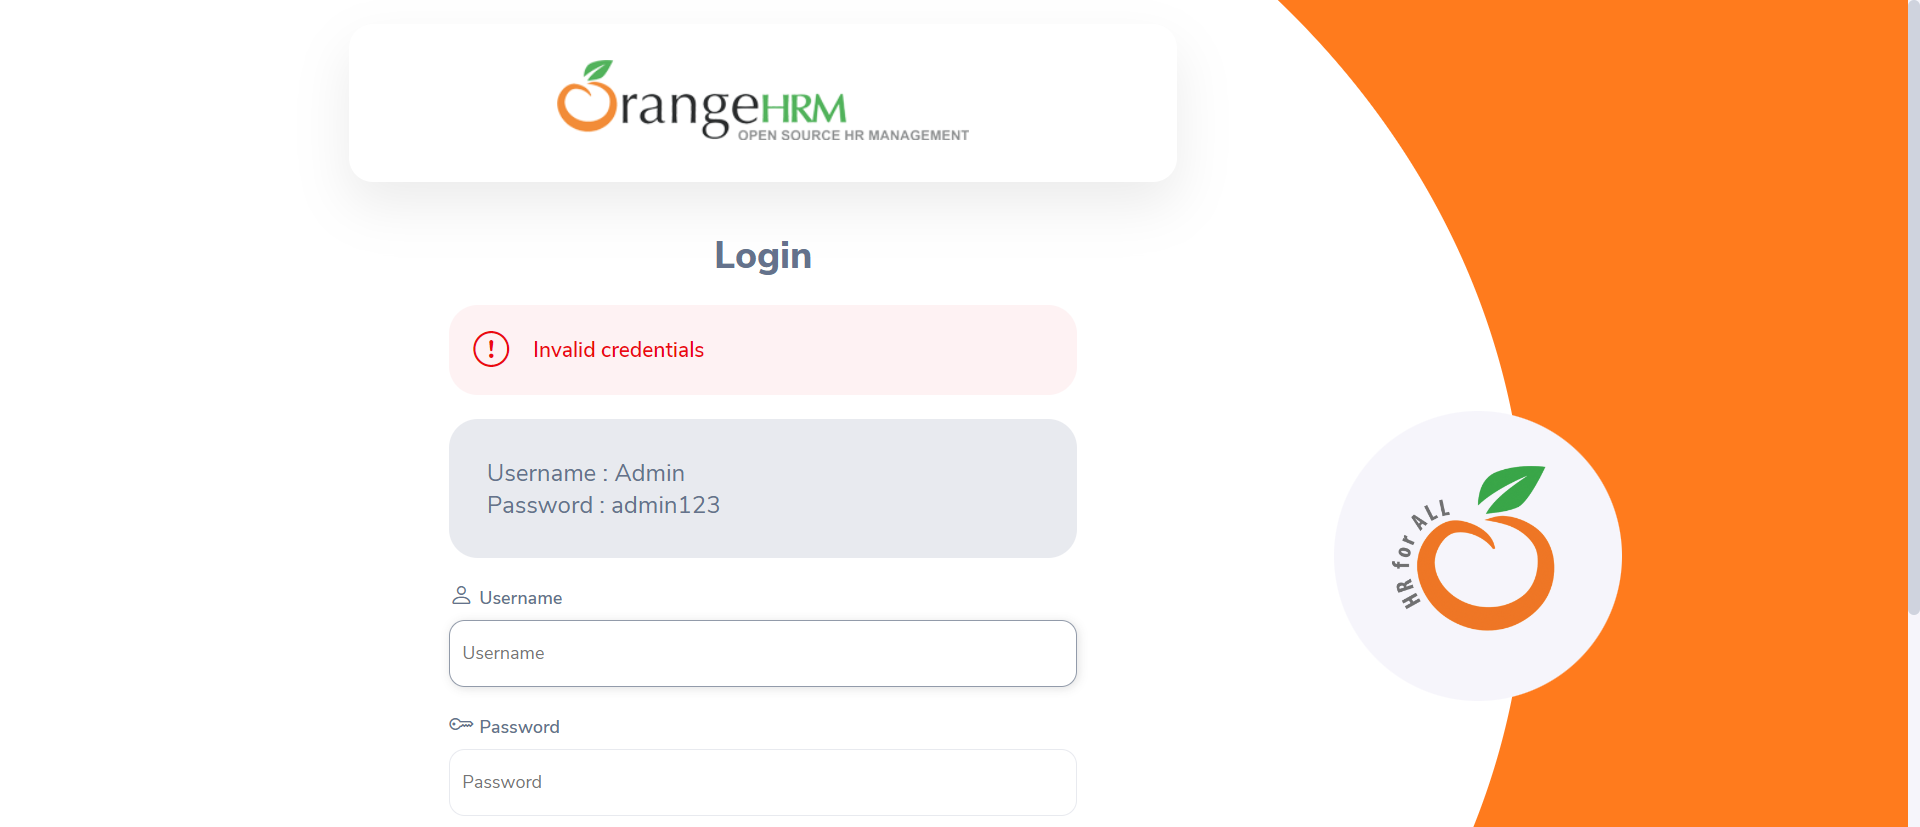 OrangeHRM
OPEN SOURCE HR MANAGEMENT
Login
! Invalid credentials
Username : Admin
Password : admin123
Username
Username
Password
Password
HR for ALL